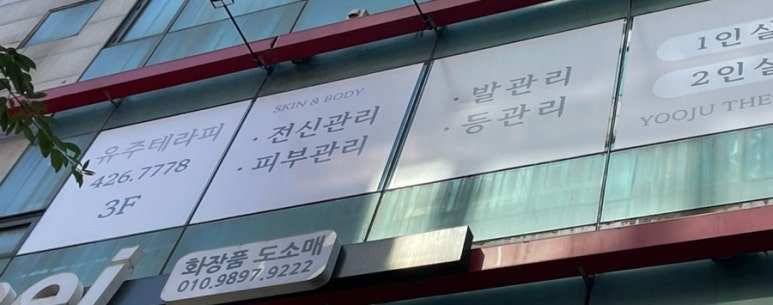 유주테라피
426.7778
3F
SKIN & BODY
· 전신관리
· 피부관리
· 발관리
· 등관리
1인실
2인실
YOOJU THE
화장품 도소매
010.9897.9222